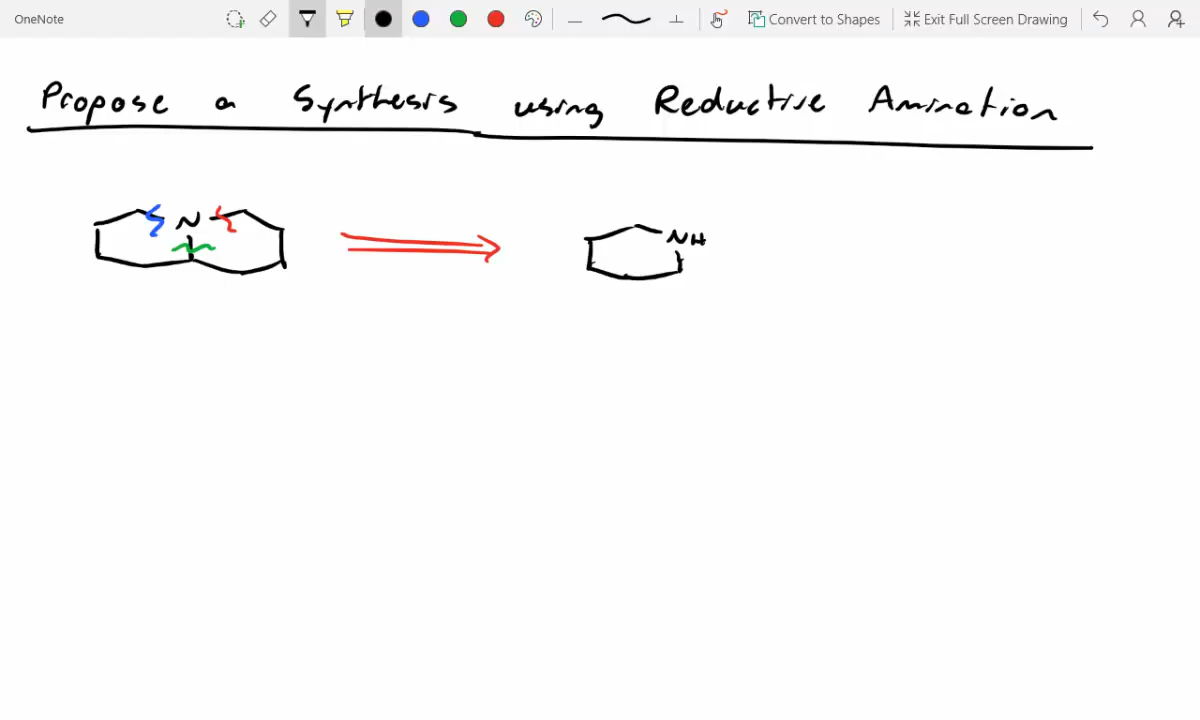 OneNote
Convert to Shapes
Exit Full Screen Drawing
Propose a Synthesis using Reductive Amination
N
NH